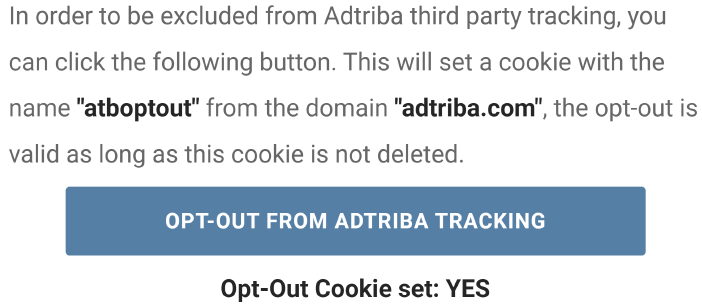 In order to be excluded from Adtriba third party tracking, you
can click the following button. This will set a cookie with the
name "atboptout" from the domain "adtriba.com", the opt-out is
valid as long as this cookie is not deleted.
OPT-OUT FROM ADTRIBA TRACKING
Opt-Out Cookie set: YES